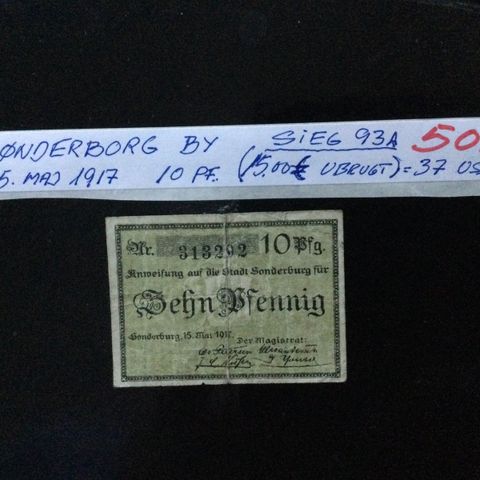 ØNDERBORG BY SIEG 93A 50
5. MAJ 1917 10 PF. (15.00€ UBRUGT) = 37 US
Nr. 313292 10 Pfg.
Anweisung auf die Stadt Sonderburg für
Zehn Pfennig
Sonderburg, 15. Mai 1917. Der Magistrat: